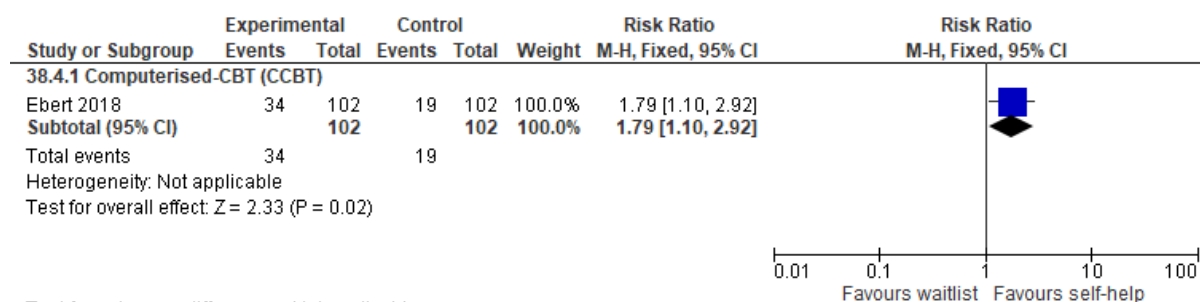 Experimental Control Risk Ratio Risk Ratio
Study or Subgroup Events Total Events Total Weight M-H, Fixed, 95% CI M-H, Fixed, 95% CI
38.4.1 Computerised-CBT (CCBT)
Ebert 2018 34 102 19 102 100.0% 1.79 [1.10, 2.92]
Subtotal (95% CI) 102 102 100.0% 1.79 [1.10, 2.92]
Total events 34 19
Heterogeneity: Not applicable
Test for overall effect: Z = 2.33 (P = 0.02)
0.01 0.1 1 10 100
Favours waitlist Favours self-help